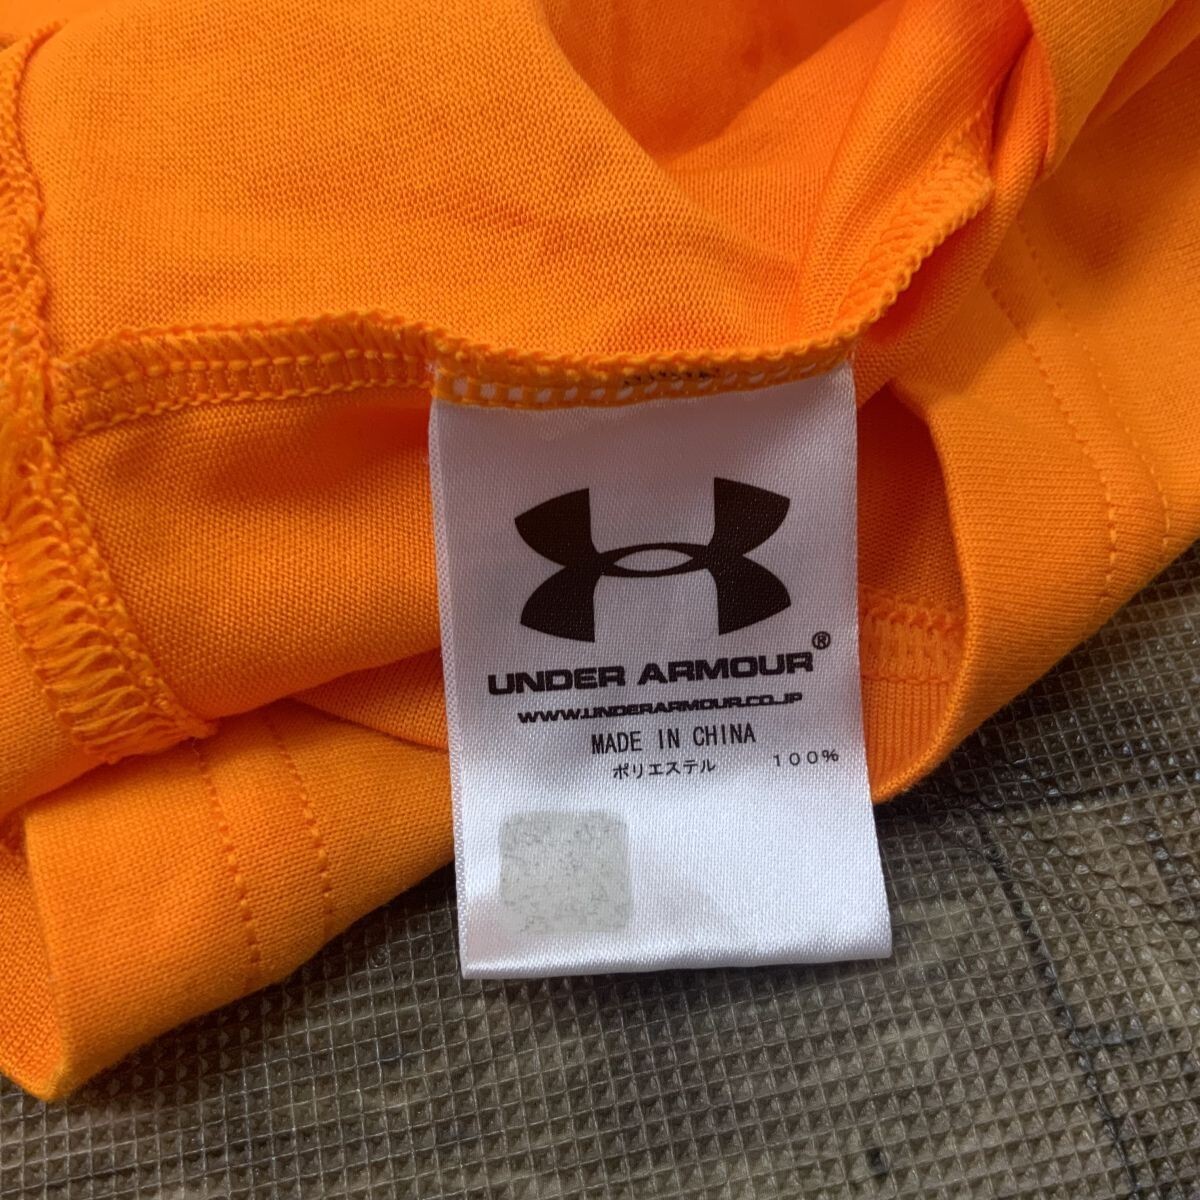 UNDER ARMOUR®
WWW.UNDERARMOUR.CO.JP
MADE IN CHINA
ポリエステル 100%